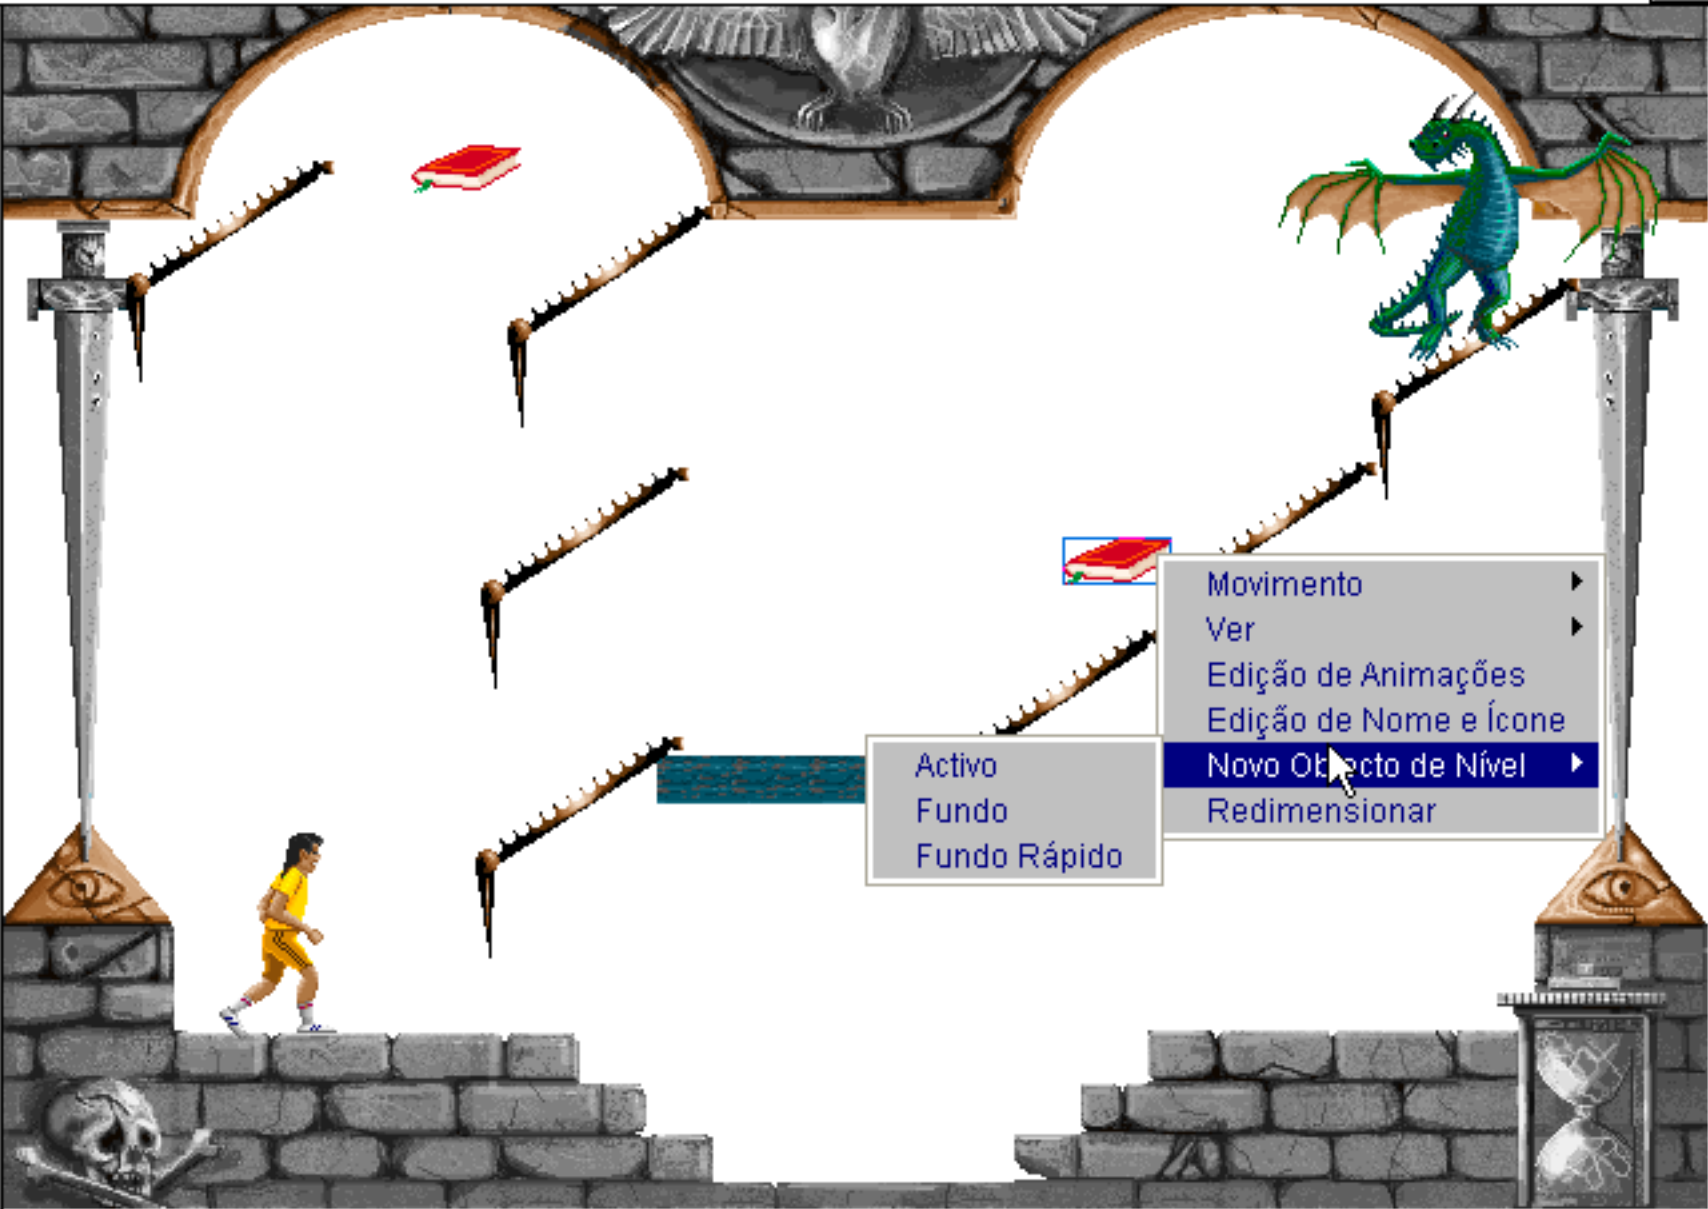 Movimento
Ver
Edição de Animações
Edição de Nome e Ícone
Novo Objecto de Nível
Redimensionar
Activo
Fundo
Fundo Rápido